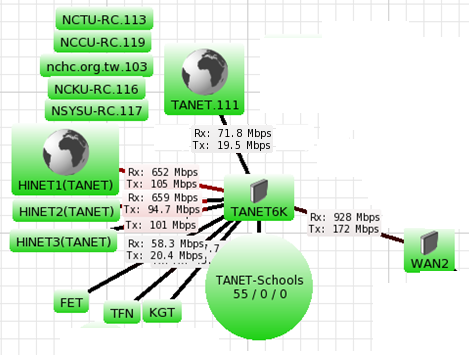 NCTU-RC.113
NCCU-RC.119
nchc.org.tw.103
NCKU-RC.116
NSYSU-RC.117
TANET.111
Rx: 71.8 Mbps
Tx: 19.5 Mbps
HINET1(TANET)
Rx: 652 Mbps
Tx: 105 Mbps
Rx: 659 Mbps
Tx: 94.7 Mbps
HINET2(TANET)
TANET6K
Tx: 101 Mbps
Rx: 928 Mbps
Tx: 172 Mbps
HINET3(TANET)
Rx: 58.3 Mbps
Tx: 20.4 Mbps
WAN2
TANET-Schools
55 / 0 / 0
FET
TFN
KGT